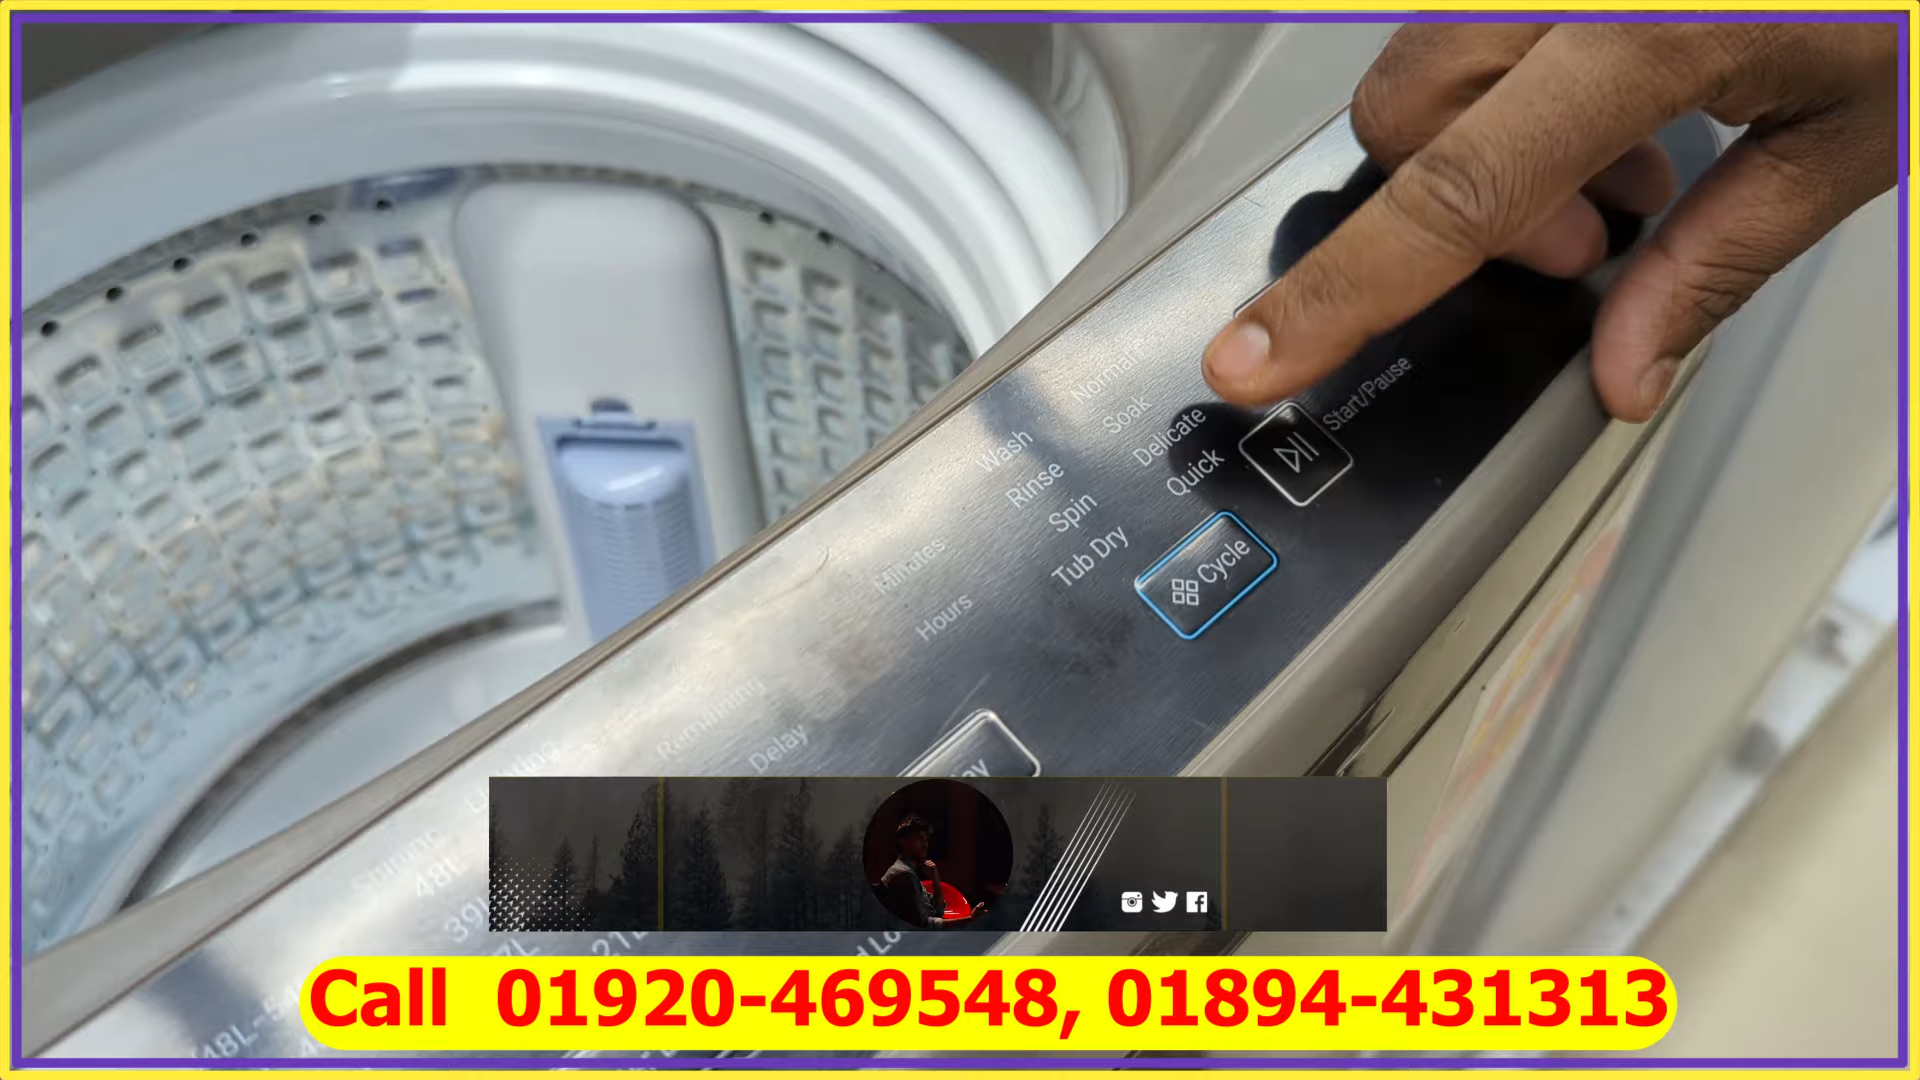 Normal
Soak
Delicate
Quick
Start/Pause
Wash
Rinse
Spin
Tub Dry
Cycle
Minutes
Hours
Remaining
Delay
48L
Call 01920-469548, 01894-431313